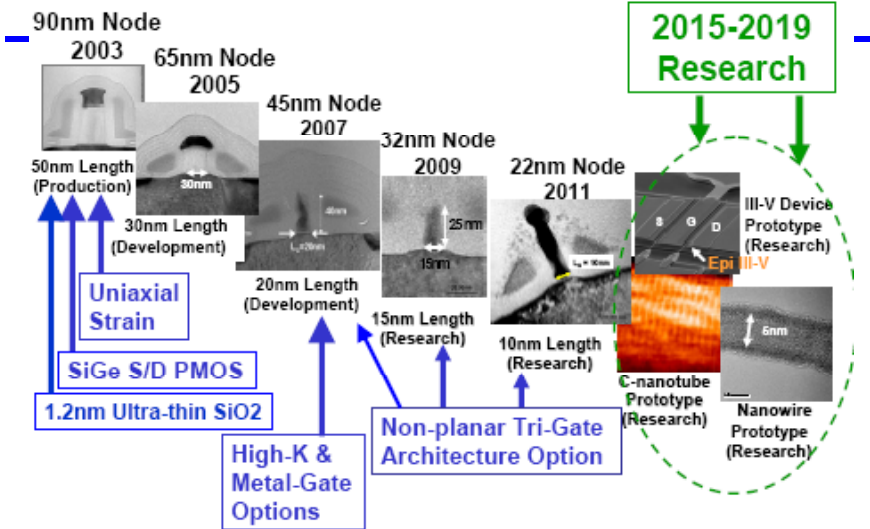 90nm Node
2003
65nm Node
2005
45nm Node
2007
32nm Node
2009
22nm Node
2011
2015-2019
Research
50nm Length
(Production)
30nm
30nm Length
(Development)
L
=20nm
20nm Length
(Development)
25nm
15nm
15nm Length
(Research)
= 10nm
10nm Length
(Research)
S G D
Epi III-V
III-V Device
Prototype
(Research)
C-nanotube
Prototype
(Research)
5nm
Nanowire
Prototype
(Research)
Uniaxial
Strain
SiGe S/D PMOS
1.2nm Ultra-thin SiO2
High-K &
Metal-Gate
Options
Non-planar Tri-Gate
Architecture Option